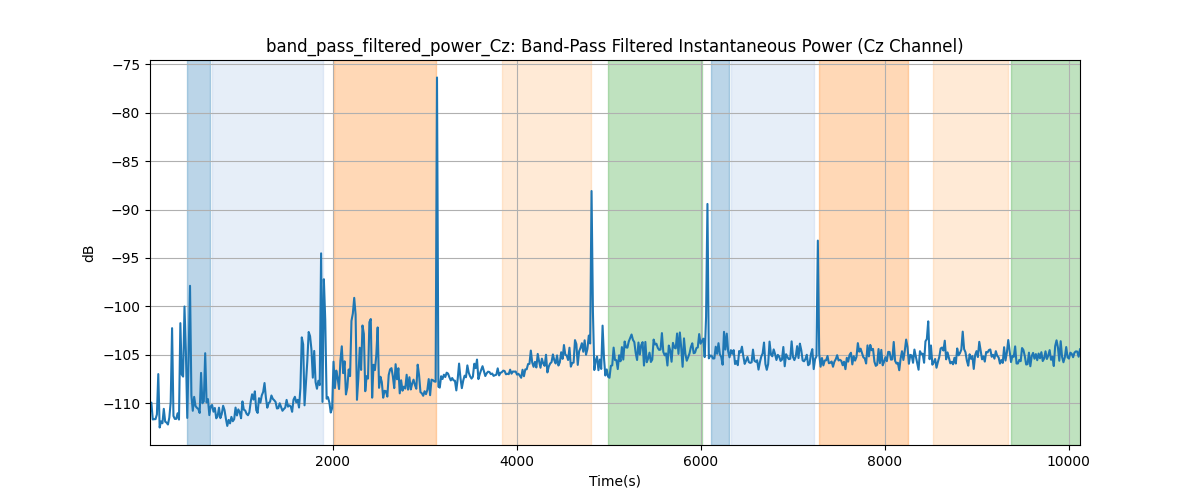 band_pass_filtered_power_Cz: Band-Pass Filtered Instantaneous Power (Cz Channel)
−75
−80
−85
−90
−95
−100
−105
−110
dB
2000 4000 6000 8000 10000
Time(s)